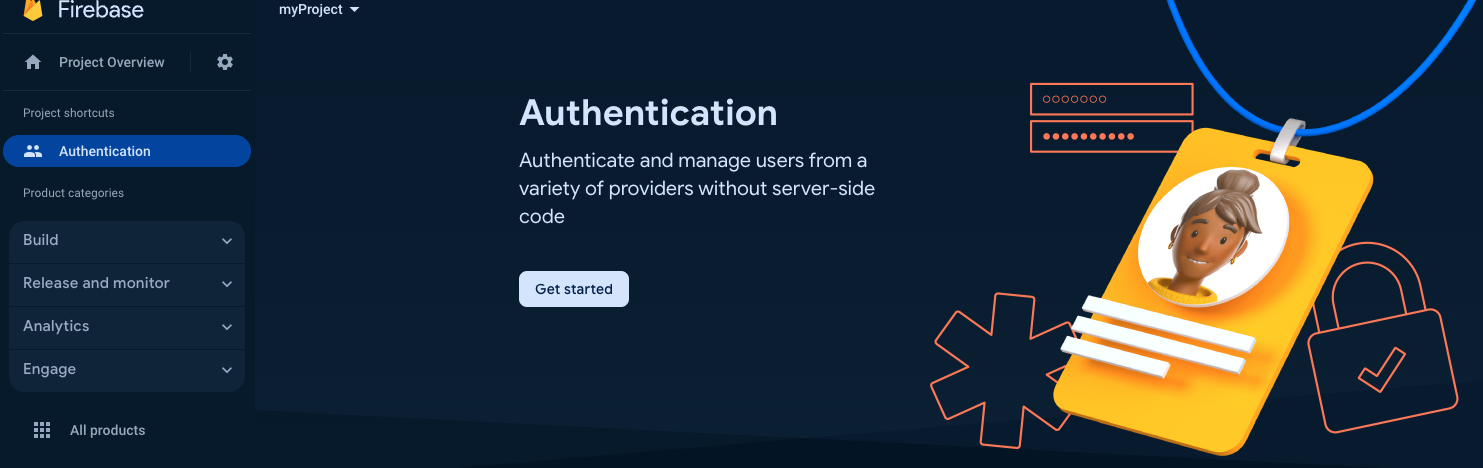 Firebase
myProject
Project Overview
Project shortcuts
Authentication
Product categories
Build
Release and monitor
Analytics
Engage
All products
Authentication
Authenticate and manage users from a
variety of providers without server-side
code
Get started